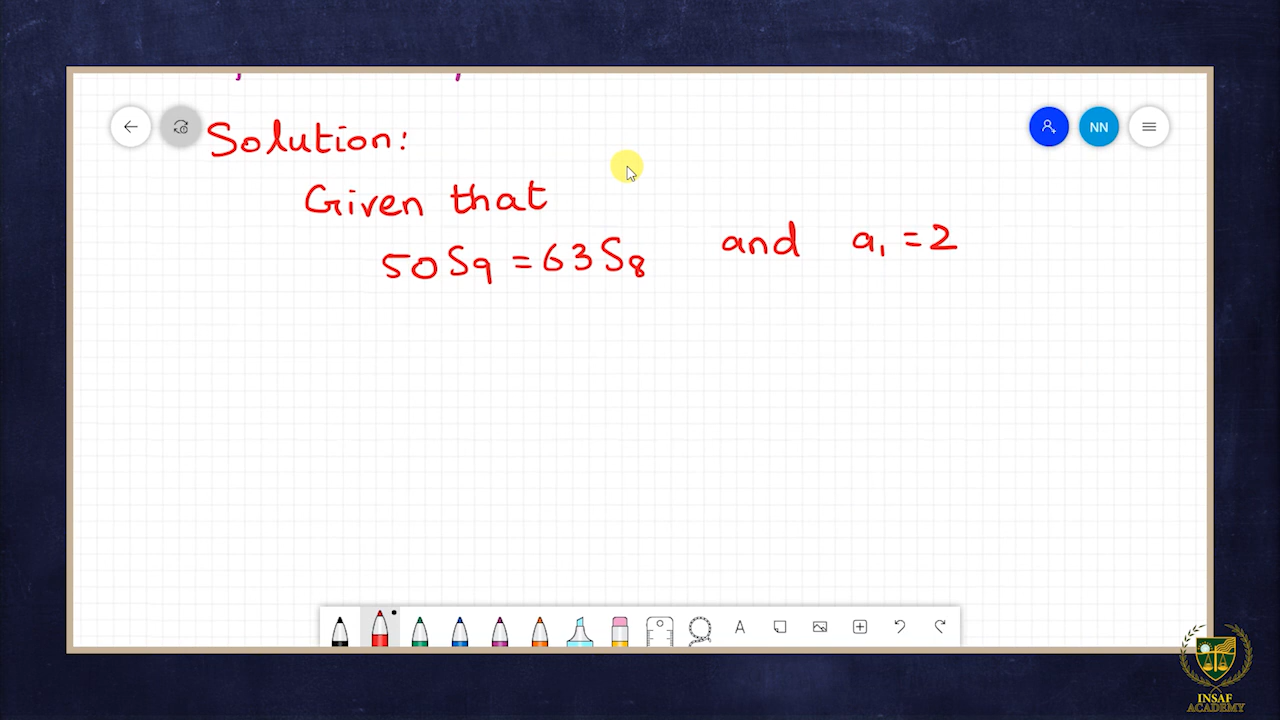 Solution:
Given that
50S₉ = 63S₈ and a₁ = 2
NN
A
INSAF
ACADEMY